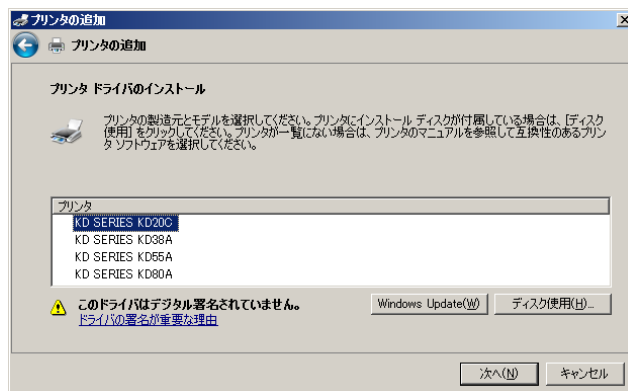 プリンタの追加
プリンタの追加
プリンタ ドライバのインストール
プリンタの製造元とモデルを選択してください。プリンタにインストール ディスクが付属している場合は、[ディスク
使用] をクリックしてください。プリンタが一覧にない場合は、プリンタのマニュアルを参照して互換性のあるプリン
タ ソフトウェアを選択してください。
プリンタ
KD SERIES KD20C
KD SERIES KD38A
KD SERIES KD55A
KD SERIES KD80A
このドライバはデジタル署名されていません。
Windows Update(W)
ディスク使用(H)...
ドライバの署名が重要な理由
次へ(N)
キャンセル